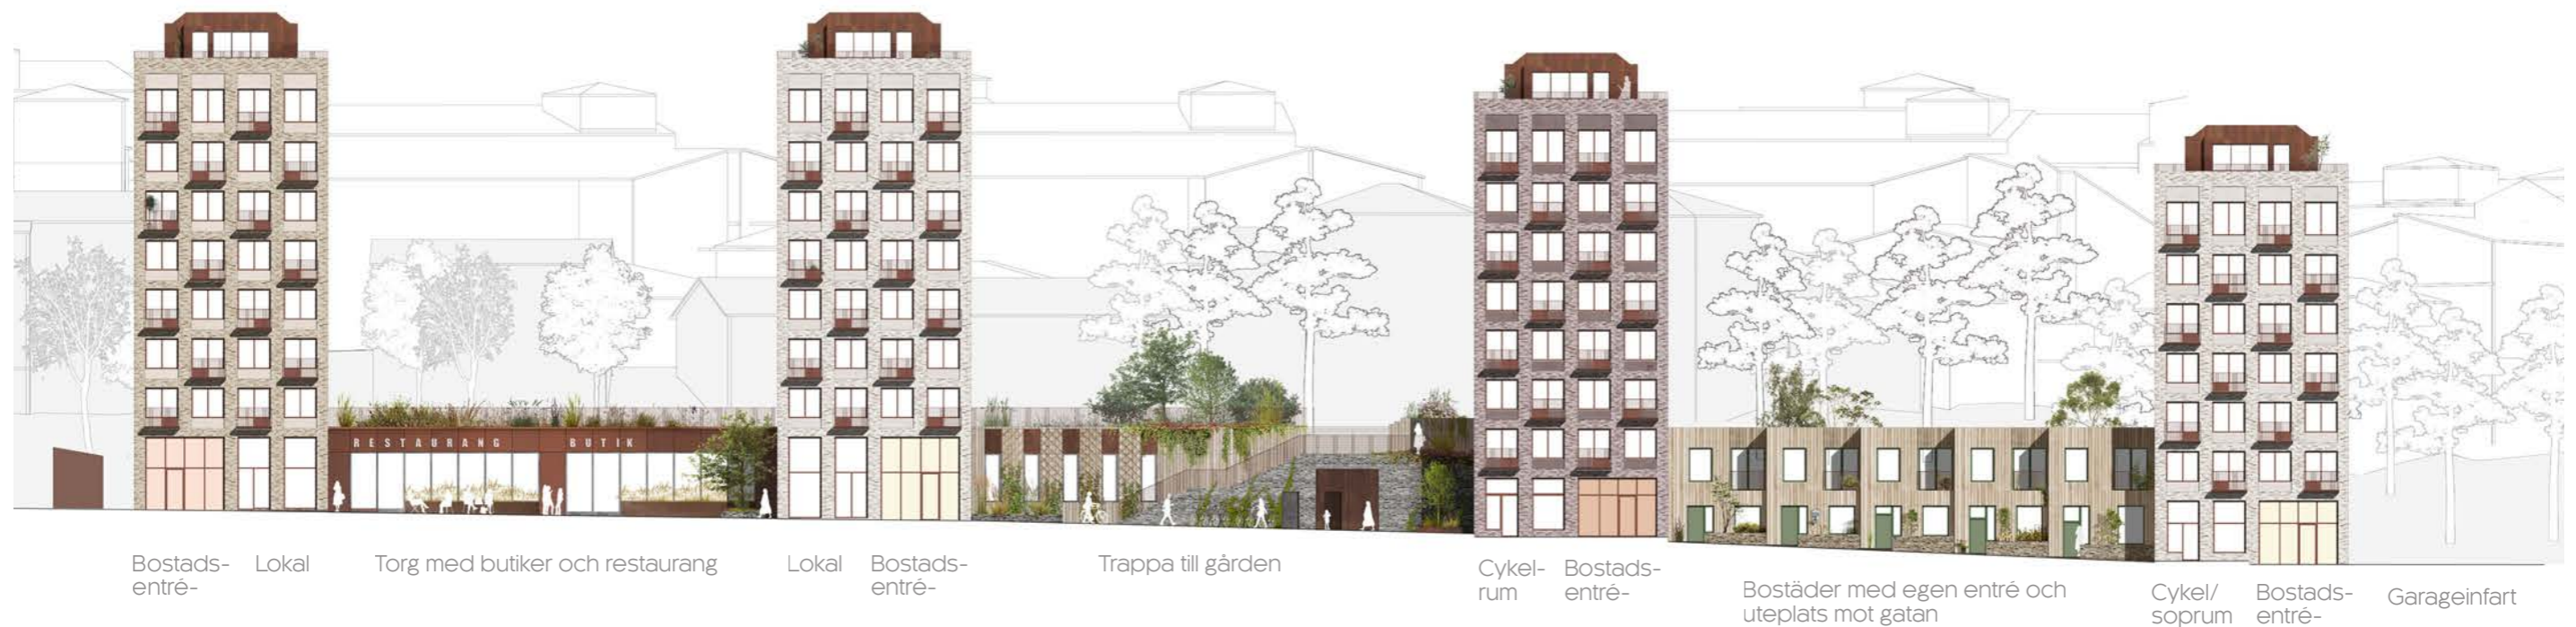 RESTAURANG
BUTIK
Bostads-
entré-
Lokal
Torg med butiker och restaurang
Lokal
Bostads-
entré-
Trappa till gården
Cykel-
rum
Bostads-
entré-
Bostäder med egen entré och
uteplats mot gatan
Cykel/
soprum
Bostads-
entré-
Garageinfart